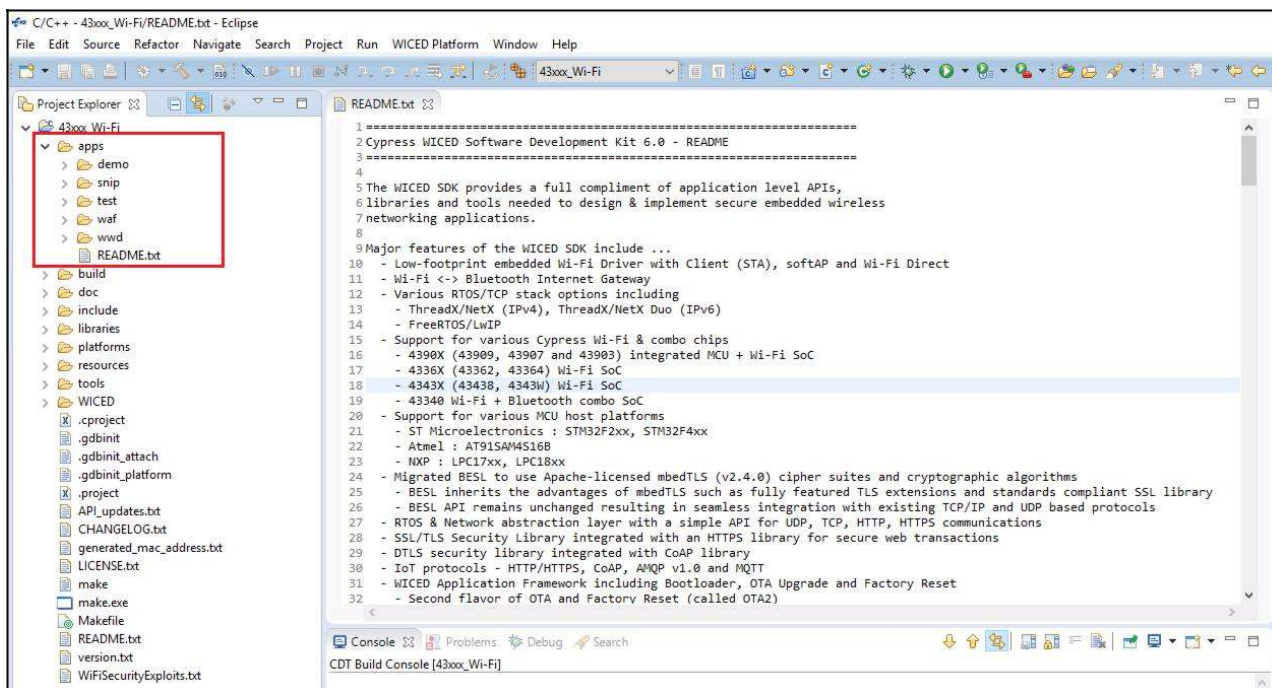 C/C++ - 43xxx_Wi-Fi/README.txt - Eclipse
File Edit Source Refactor Navigate Search Project Run WICED Platform Window Help
43xxx_Wi-Fi
Project Explorer
43xxx_Wi-Fi
apps
demo
snip
test
waf
wwd
README.txt
build
doc
include
libraries
platforms
resources
tools
WICED
.cproject
.gdbinit
.gdbinit_attach
.gdbinit_platform
.project
API_updates.txt
CHANGELOG.txt
generated_mac_address.txt
LICENSE.txt
make
make.exe
Makefile
README.txt
version.txt
WiFiSecurityExploits.txt
README.txt
1 =====================================================================
2 Cypress WICED Software Development Kit 6.0 - README
3 =====================================================================
4
5 The WICED SDK provides a full compliment of application level APIs,
6 libraries and tools needed to design & implement secure embedded wireless
7 networking applications.
8
9 Major features of the WICED SDK include ...
10 - Low-footprint embedded Wi-Fi Driver with Client (STA), softAP and Wi-Fi Direct
11 - Wi-Fi <-> Bluetooth Internet Gateway
12 - Various RTOS/TCP stack options including
13 - ThreadX/NetX (IPv4), ThreadX/NetX Duo (IPv6)
14 - FreeRTOS/LwIP
15 - Support for various Cypress Wi-Fi & combo chips
16 - 4390X (43909, 43907 and 43903) integrated MCU + Wi-Fi SoC
17 - 4336X (43362, 43364) Wi-Fi SoC
18 - 4343X (43438, 4343W) Wi-Fi SoC
19 - 43340 Wi-Fi + Bluetooth combo SoC
20 - Support for various MCU host platforms
21 - ST Microelectronics : STM32F2xx, STM32F4xx
22 - Atmel : AT91SAM4S16B
23 - NXP : LPC17xx, LPC18xx
24 - Migrated BESL to use Apache-licensed mbedTLS (v2.4.0) cipher suites and cryptographic algorithms
25 - BESL inherits the advantages of mbedTLS such as fully featured TLS extensions and standards compliant SSL library
26 - BESL API remains unchanged resulting in seamless integration with existing TCP/IP and UDP based protocols
27 - RTOS & Network abstraction layer with a simple API for UDP, TCP, HTTP, HTTPS communications
28 - SSL/TLS Security Library integrated with an HTTPS library for secure web transactions
29 - DTLS security library integrated with CoAP library
30 - IoT protocols - HTTP/HTTPS, CoAP, AMQP v1.0 and MQTT
31 - WICED Application Framework including Bootloader, OTA Upgrade and Factory Reset
32 - Second flavor of OTA and Factory Reset (called OTA2)
Console Problems Debug Search
CDT Build Console [43xxx_Wi-Fi]